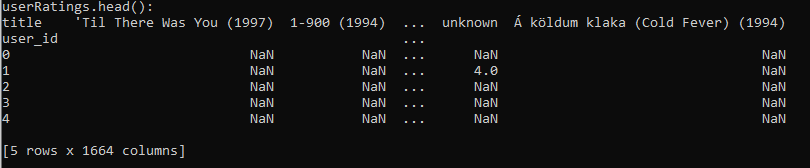 userRatings.head():
title    'Til There Was You (1997)  1-900 (1994)  ...  unknown  Á köldum klaka (Cold Fever) (1994)
user_id                                           ...
0                              NaN           NaN  ...      NaN                                 NaN
1                              NaN           NaN  ...      4.0                                 NaN
2                              NaN           NaN  ...      NaN                                 NaN
3                              NaN           NaN  ...      NaN                                 NaN
4                              NaN           NaN  ...      NaN                                 NaN
[5 rows x 1664 columns]